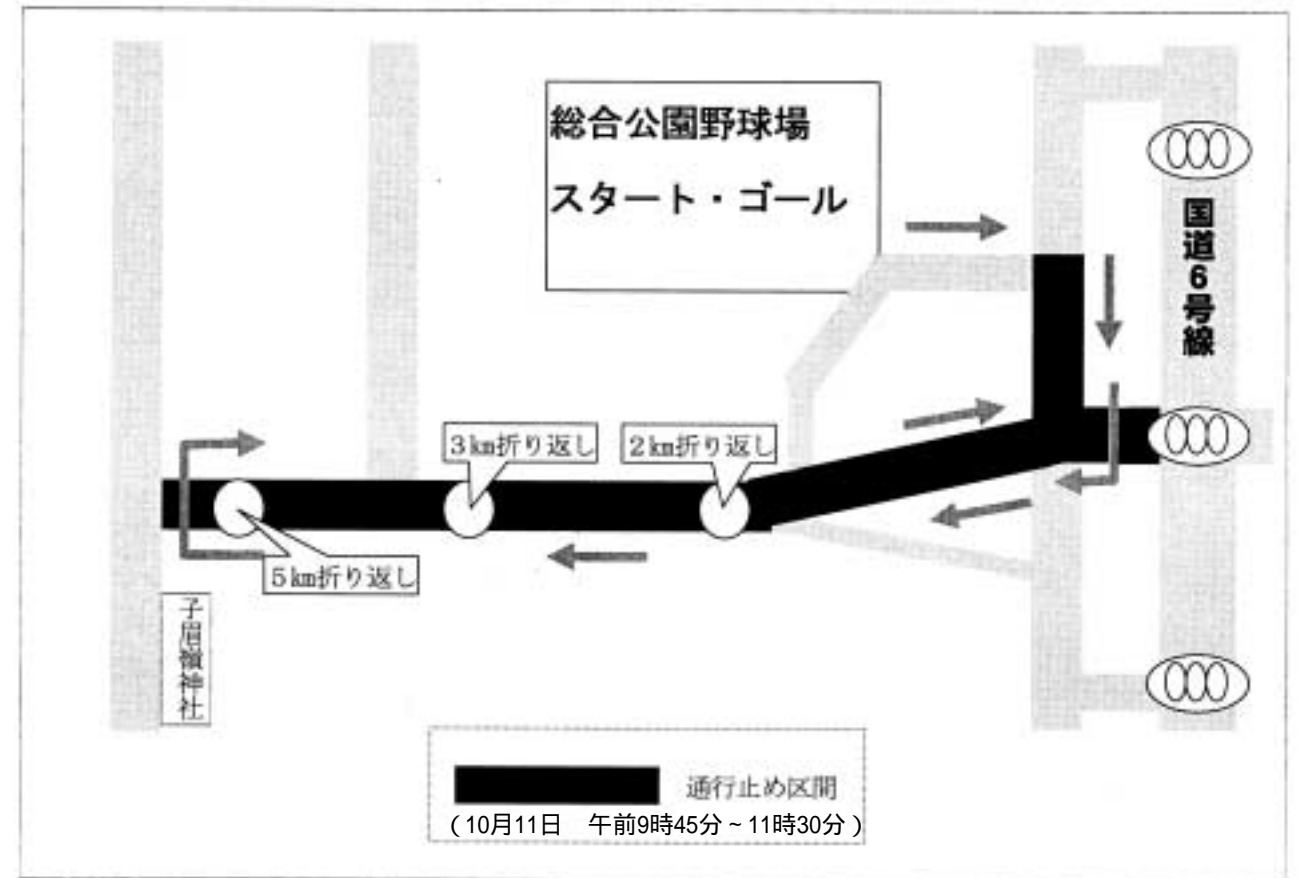 総合公園野球場
スタート・ゴール
国道6号線
3㎞折り返し
2㎞折り返し
5㎞折り返し
子眉嶺神社
通行止め区間
（10月11日　午前9時45分～11時30分）